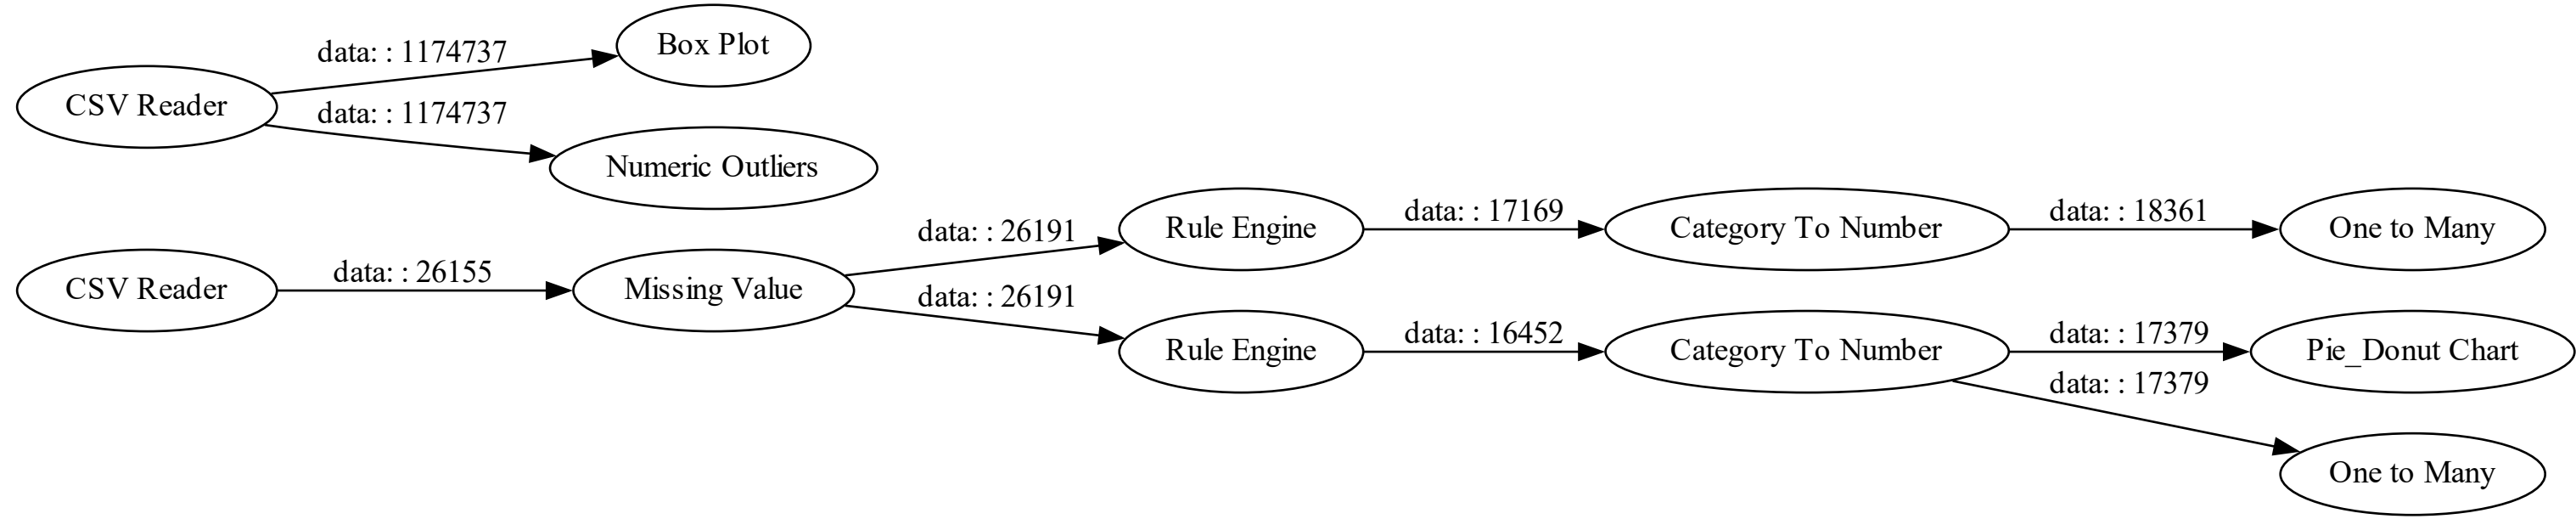 CSV Reader
data: : 1174737
Box Plot
data: : 1174737
Numeric Outliers
CSV Reader
data: : 26155
Missing Value
data: : 26191
Rule Engine
data: : 17169
Category To Number
data: : 18361
One to Many
data: : 26191
Rule Engine
data: : 16452
Category To Number
data: : 17379
Pie_Donut Chart
data: : 17379
One to Many